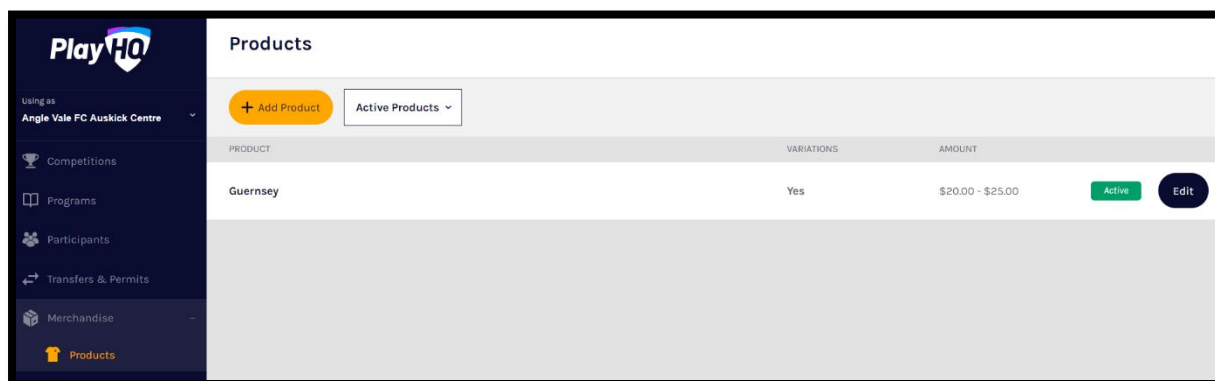 PlayHQ
Products
Using as
Angle Vale FC Auskick Centre
+ Add Product
Active Products
PRODUCT
VARIATIONS
AMOUNT
Competitions
Guernsey
Yes
$20.00 - $25.00
Active
Edit
Programs
Participants
Transfers & Permits
Merchandise
Products